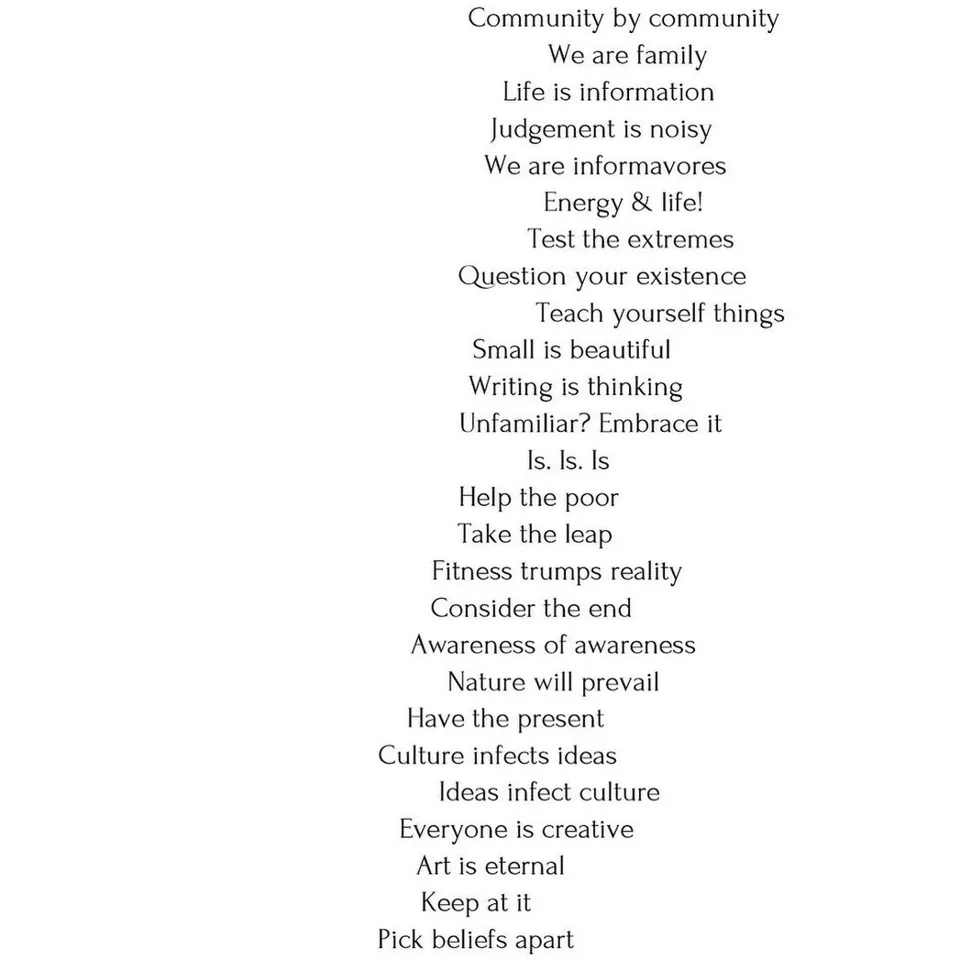 Community by community
We are family
Life is information
Judgement is noisy
We are informavores
Energy & life!
Test the extremes
Question your existence
Teach yourself things
Small is beautiful
Writing is thinking
Unfamiliar? Embrace it
Is. Is. Is
Help the poor
Take the leap
Fitness trumps reality
Consider the end
Awareness of awareness
Nature will prevail
Have the present
Culture infects ideas
Ideas infect culture
Everyone is creative
Art is eternal
Keep at it
Pick beliefs apart